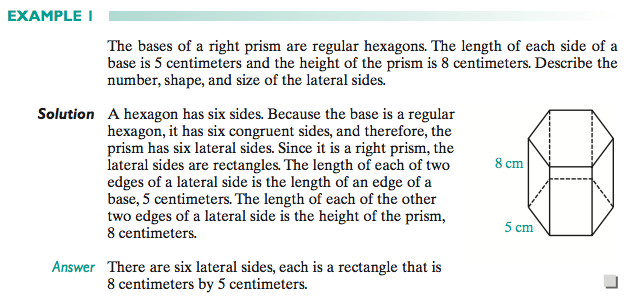 EXAMPLE 1
The bases of a right prism are regular hexagons. The length of each side of a
base is 5 centimeters and the height of the prism is 8 centimeters. Describe the
number, shape, and size of the lateral sides.
Solution A hexagon has six sides. Because the base is a regular
hexagon, it has six congruent sides, and therefore, the
prism has six lateral sides. Since it is a right prism, the
lateral sides are rectangles. The length of each of two
edges of a lateral side is the length of an edge of a
base, 5 centimeters. The length of each of the other
two edges of a lateral side is the height of the prism,
8 centimeters.
8 cm
5 cm
Answer There are six lateral sides, each is a rectangle that is
8 centimeters by 5 centimeters.